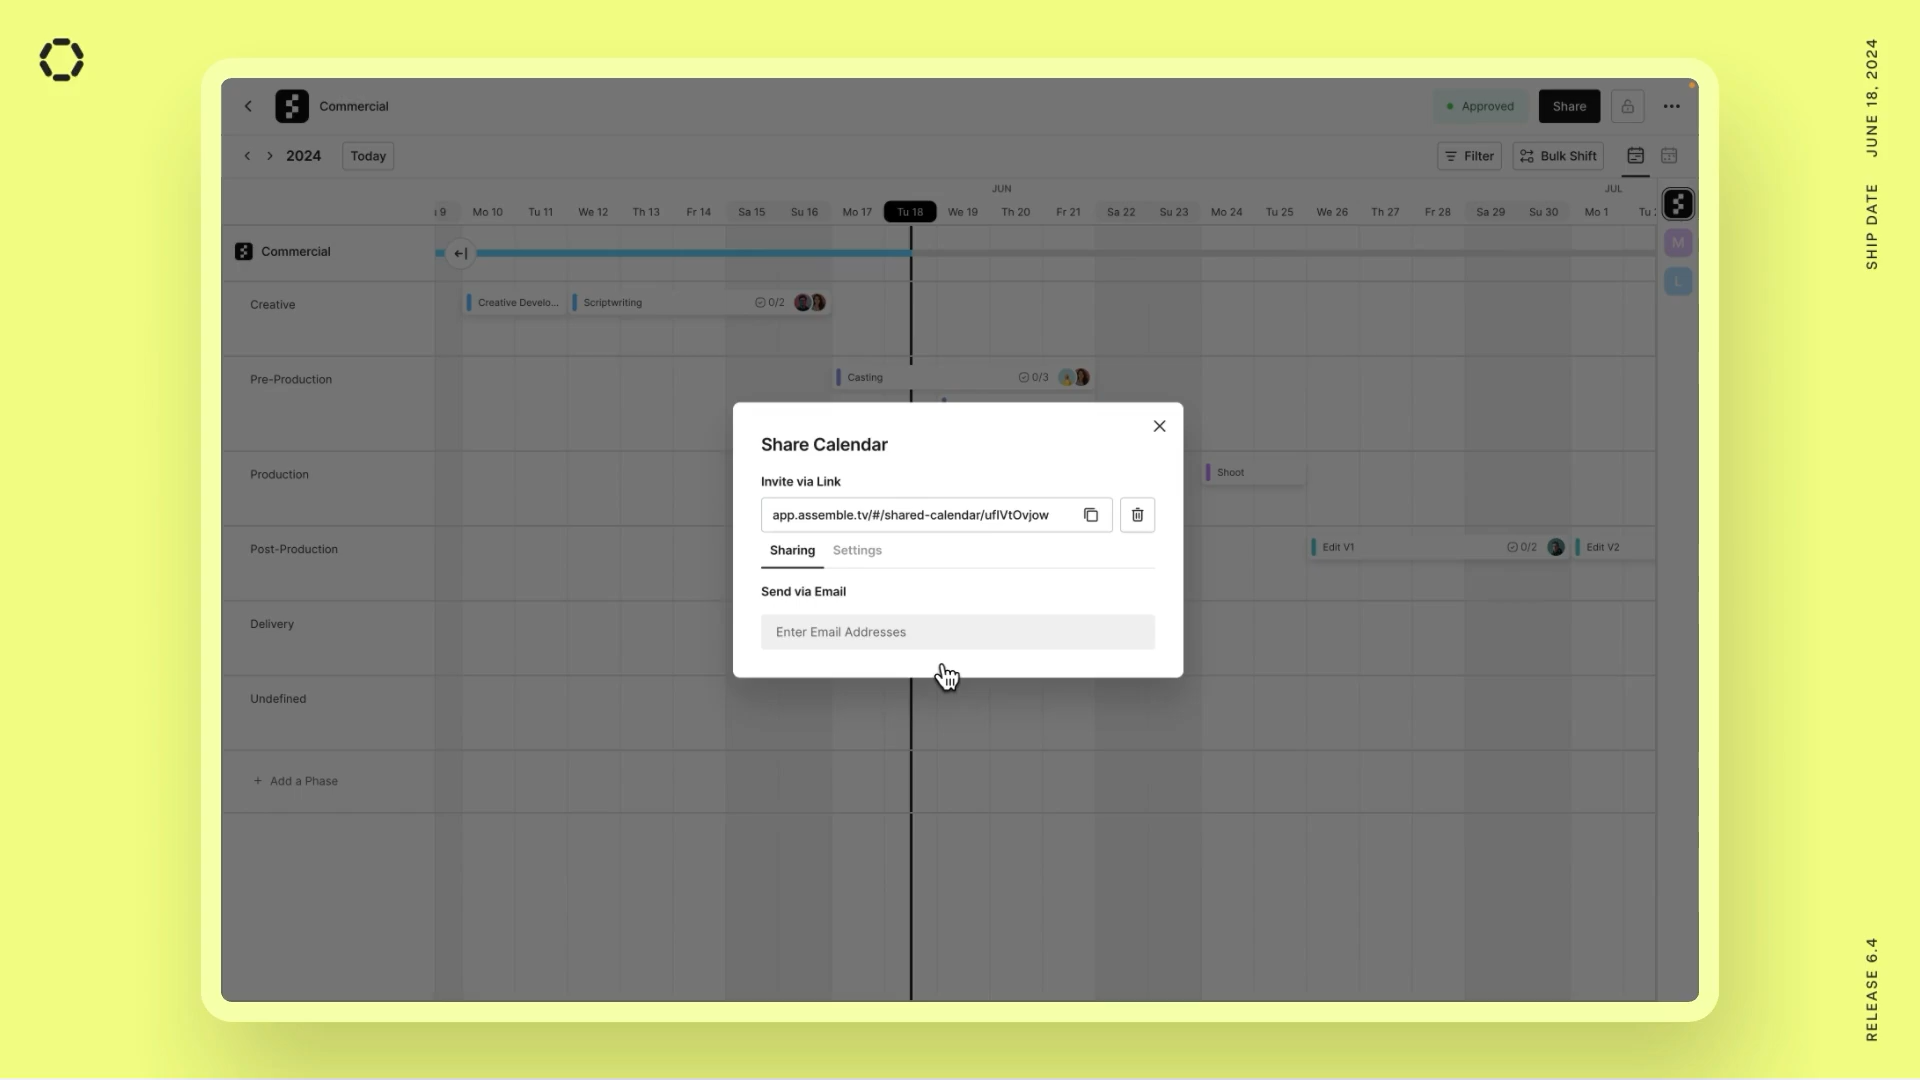 Commercial
Approved
Share
2024
Today
Filter
Bulk Shift
JUN
JUL
9 Mo 10 Tu 11 We 12 Th 13 Fr 14 Sa 15 Su 16 Mo 17 Tu 18 We 19 Th 20 Fr 21 Sa 22 Su 23 Mo 24 Tu 25 We 26 Th 27 Fr 28 Sa 29 Su 30 Mo 1 Tu
Commercial
M
L
Creative
Creative Develo...
Scriptwriting
0/2
Pre-Production
Casting
0/3
Share Calendar
Invite via Link
app.assemble.tv/#/shared-calendar/uflVtOvjow
Sharing
Settings
Send via Email
Enter Email Addresses
Production
Shoot
Post-Production
Edit V1
0/2
Edit V2
Delivery
Undefined
+ Add a Phase
SHIP DATE JUNE 18, 2024
RELEASE 6.4